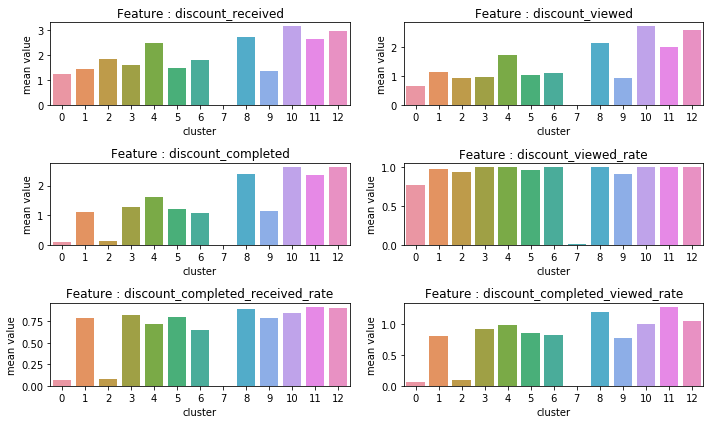 Feature : discount_received
mean value
3
2
1
0
0 1 2 3 4 5 6 7 8 9 10 11 12
cluster
Feature : discount_viewed
mean value
2
1
0
0 1 2 3 4 5 6 7 8 9 10 11 12
cluster
Feature : discount_completed
mean value
2
1
0
0 1 2 3 4 5 6 7 8 9 10 11 12
cluster
Feature : discount_viewed_rate
mean value
1.0
0.5
0.0
0 1 2 3 4 5 6 7 8 9 10 11 12
cluster
Feature : discount_completed_received_rate
mean value
0.75
0.50
0.25
0.00
0 1 2 3 4 5 6 7 8 9 10 11 12
cluster
Feature : discount_completed_viewed_rate
mean value
1.0
0.5
0.0
0 1 2 3 4 5 6 7 8 9 10 11 12
cluster